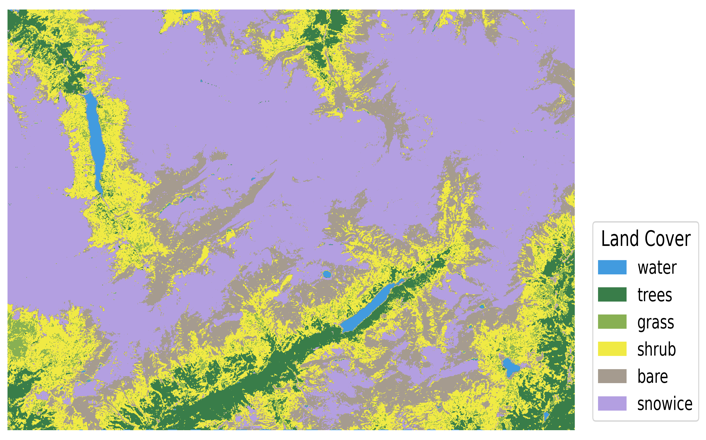 Land Cover
water
trees
grass
shrub
bare
snowice